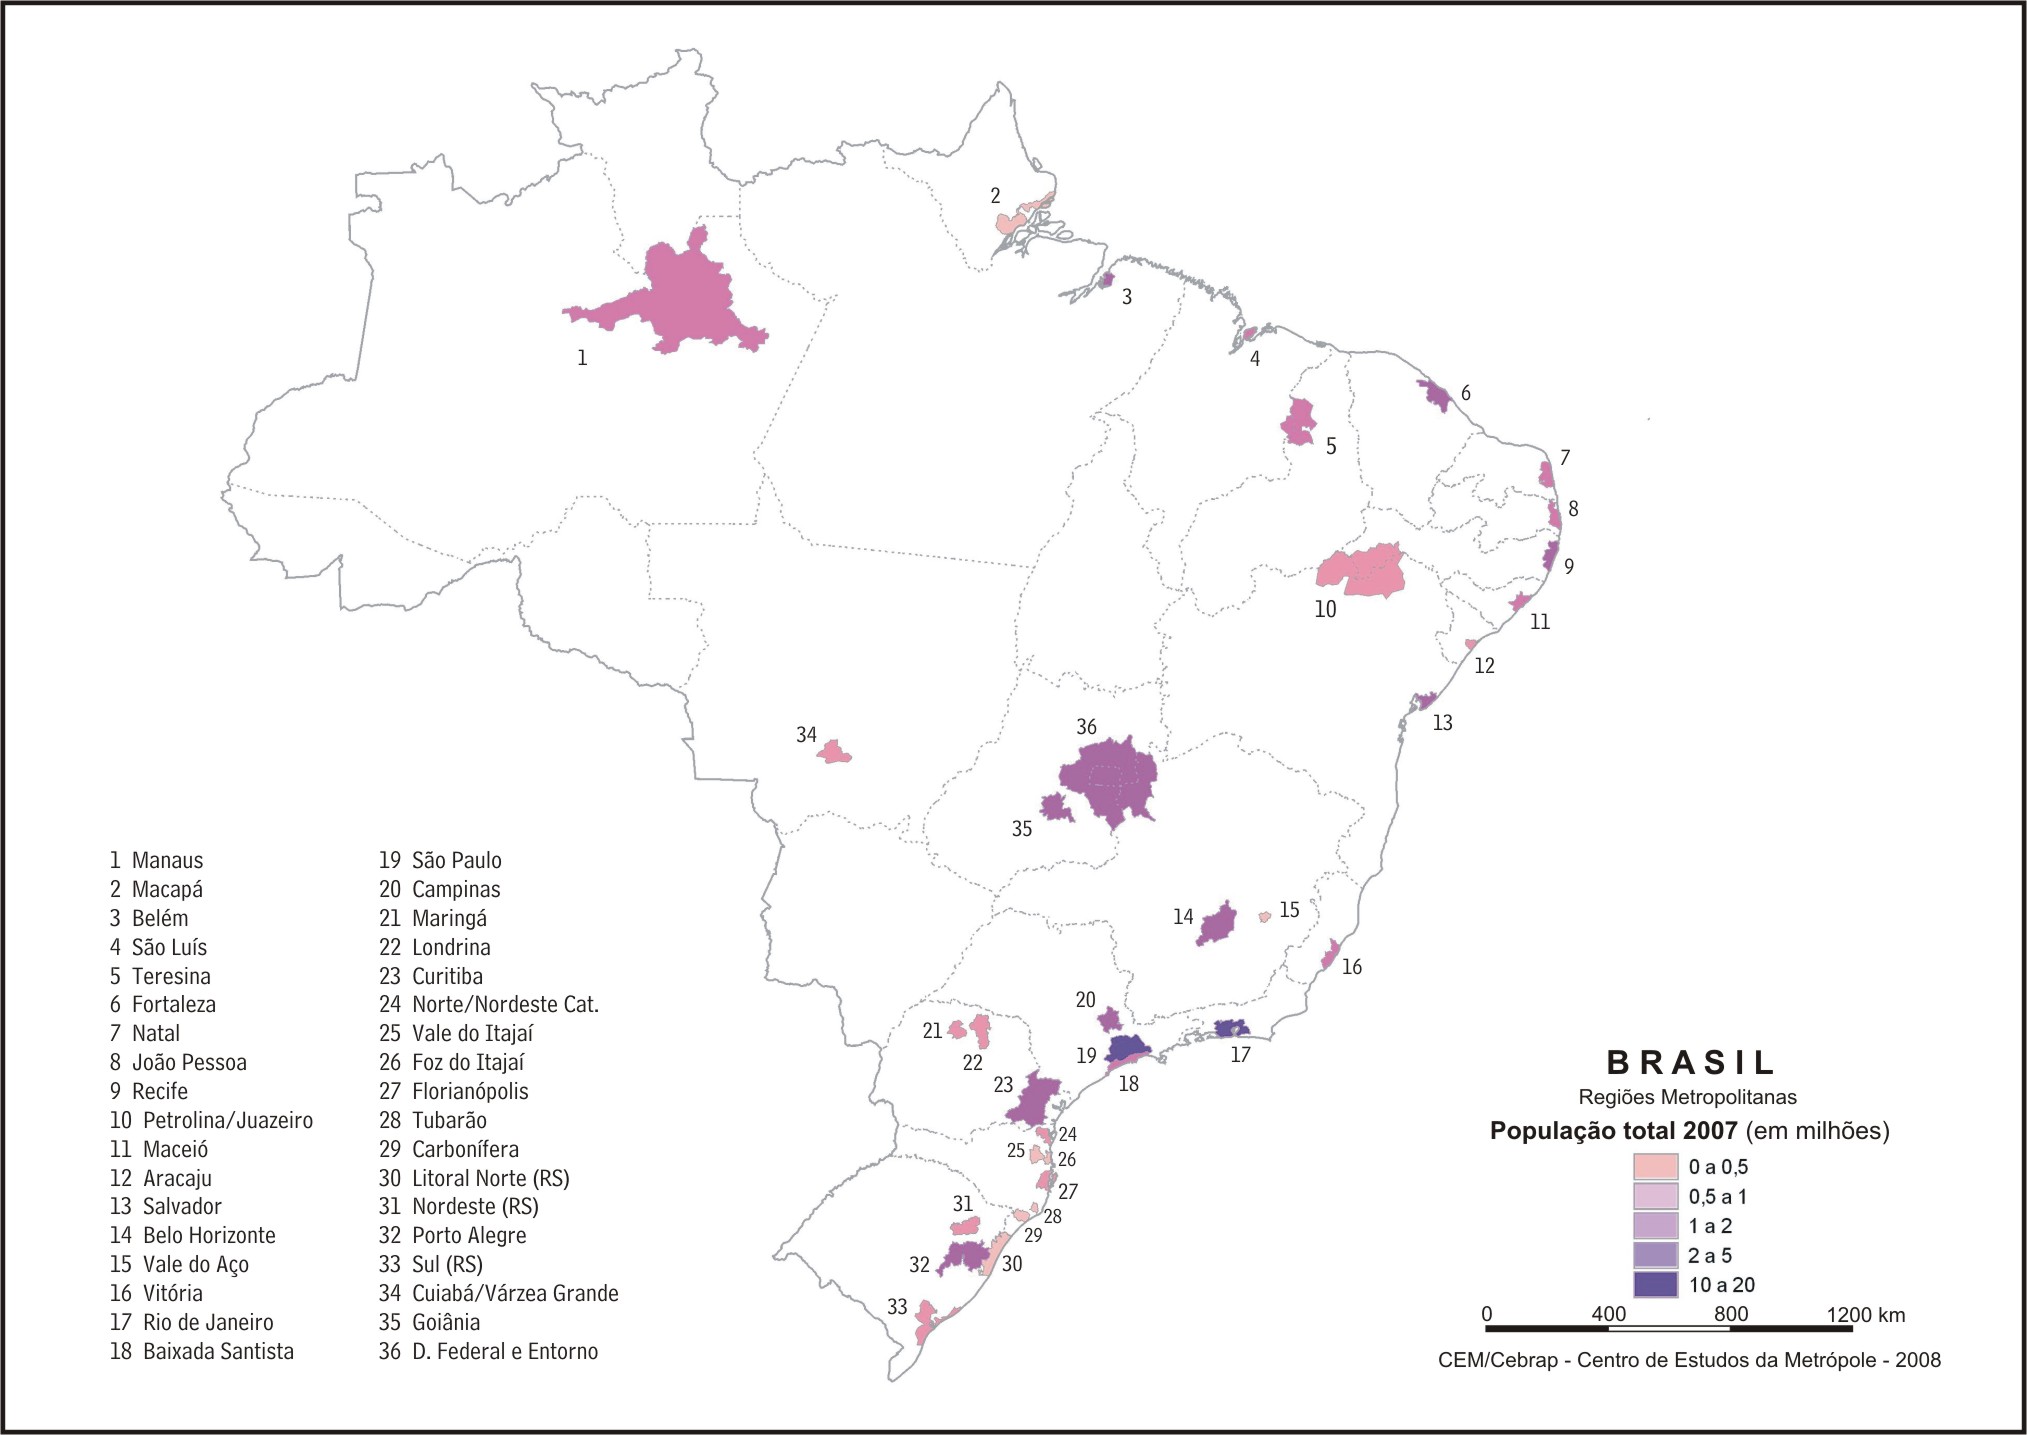 2
3
1
4
6
5
7
8
9
10
11
12
13
34
36
35
14
15
16
20
21
19
17
22
18
23
24
25
26
27
31
28
29
32
30
33
1 Manaus
2 Macapá
3 Belém
4 São Luís
5 Teresina
6 Fortaleza
7 Natal
8 João Pessoa
9 Recife
10 Petrolina/Juazeiro
11 Maceió
12 Aracaju
13 Salvador
14 Belo Horizonte
15 Vale do Aço
16 Vitória
17 Rio de Janeiro
18 Baixada Santista
19 São Paulo
20 Campinas
21 Maringá
22 Londrina
23 Curitiba
24 Norte/Nordeste Cat.
25 Vale do Itajaí
26 Foz do Itajaí
27 Florianópolis
28 Tubarão
29 Carbonífera
30 Litoral Norte (RS)
31 Nordeste (RS)
32 Porto Alegre
33 Sul (RS)
34 Cuiabá/Várzea Grande
35 Goiânia
36 D. Federal e Entorno
BRASIL
Regiões Metropolitanas
População total 2007 (em milhões)
0 a 0,5
0,5 a 1
1 a 2
2 a 5
10 a 20
0 400 800 1200 km
CEM/Cebrap - Centro de Estudos da Metrópole - 2008